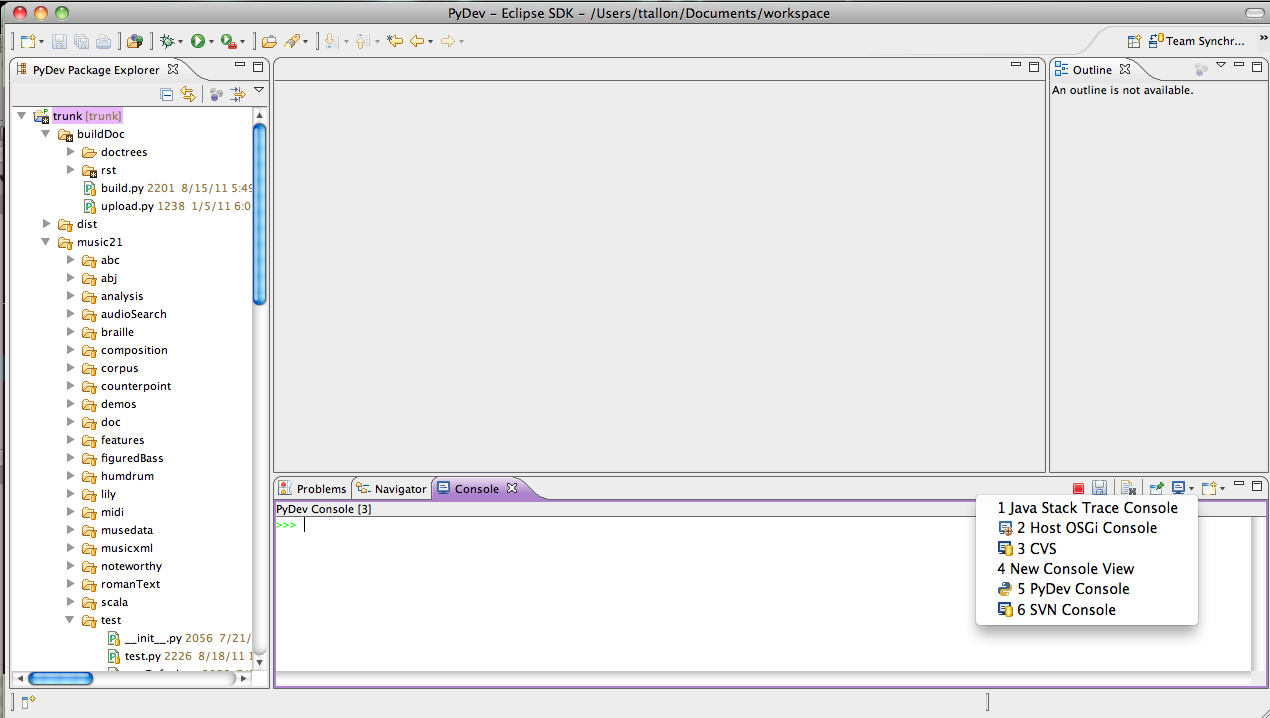 PyDev – Eclipse SDK – /Users/ttallon/Documents/workspace
Team Synchr...
PyDev Package Explorer
Outline
An outline is not available.
trunk [trunk]
buildDoc
doctrees
rst
build.py 2201 8/15/11 5:49
upload.py 1238 1/5/11 6:0
dist
music21
abc
abj
analysis
audioSearch
braille
composition
corpus
counterpoint
demos
doc
features
figuredBass
humdrum
lily
midi
musedata
musicxml
noteworthy
romanText
scala
test
__init__.py 2056 7/21/
test.py 2226 8/18/11 1
Problems
Navigator
Console
PyDev Console [3]
>>>
1 Java Stack Trace Console
2 Host OSGi Console
3 CVS
4 New Console View
5 PyDev Console
6 SVN Console